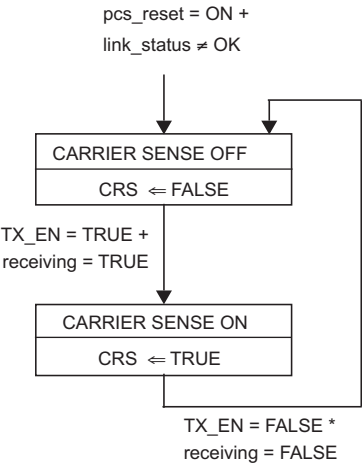 pcs_reset = ON +
link_status ≠ OK
CARRIER SENSE OFF
CRS ⇐ FALSE
TX_EN = TRUE +
receiving = TRUE
CARRIER SENSE ON
CRS ⇐ TRUE
TX_EN = FALSE *
receiving = FALSE